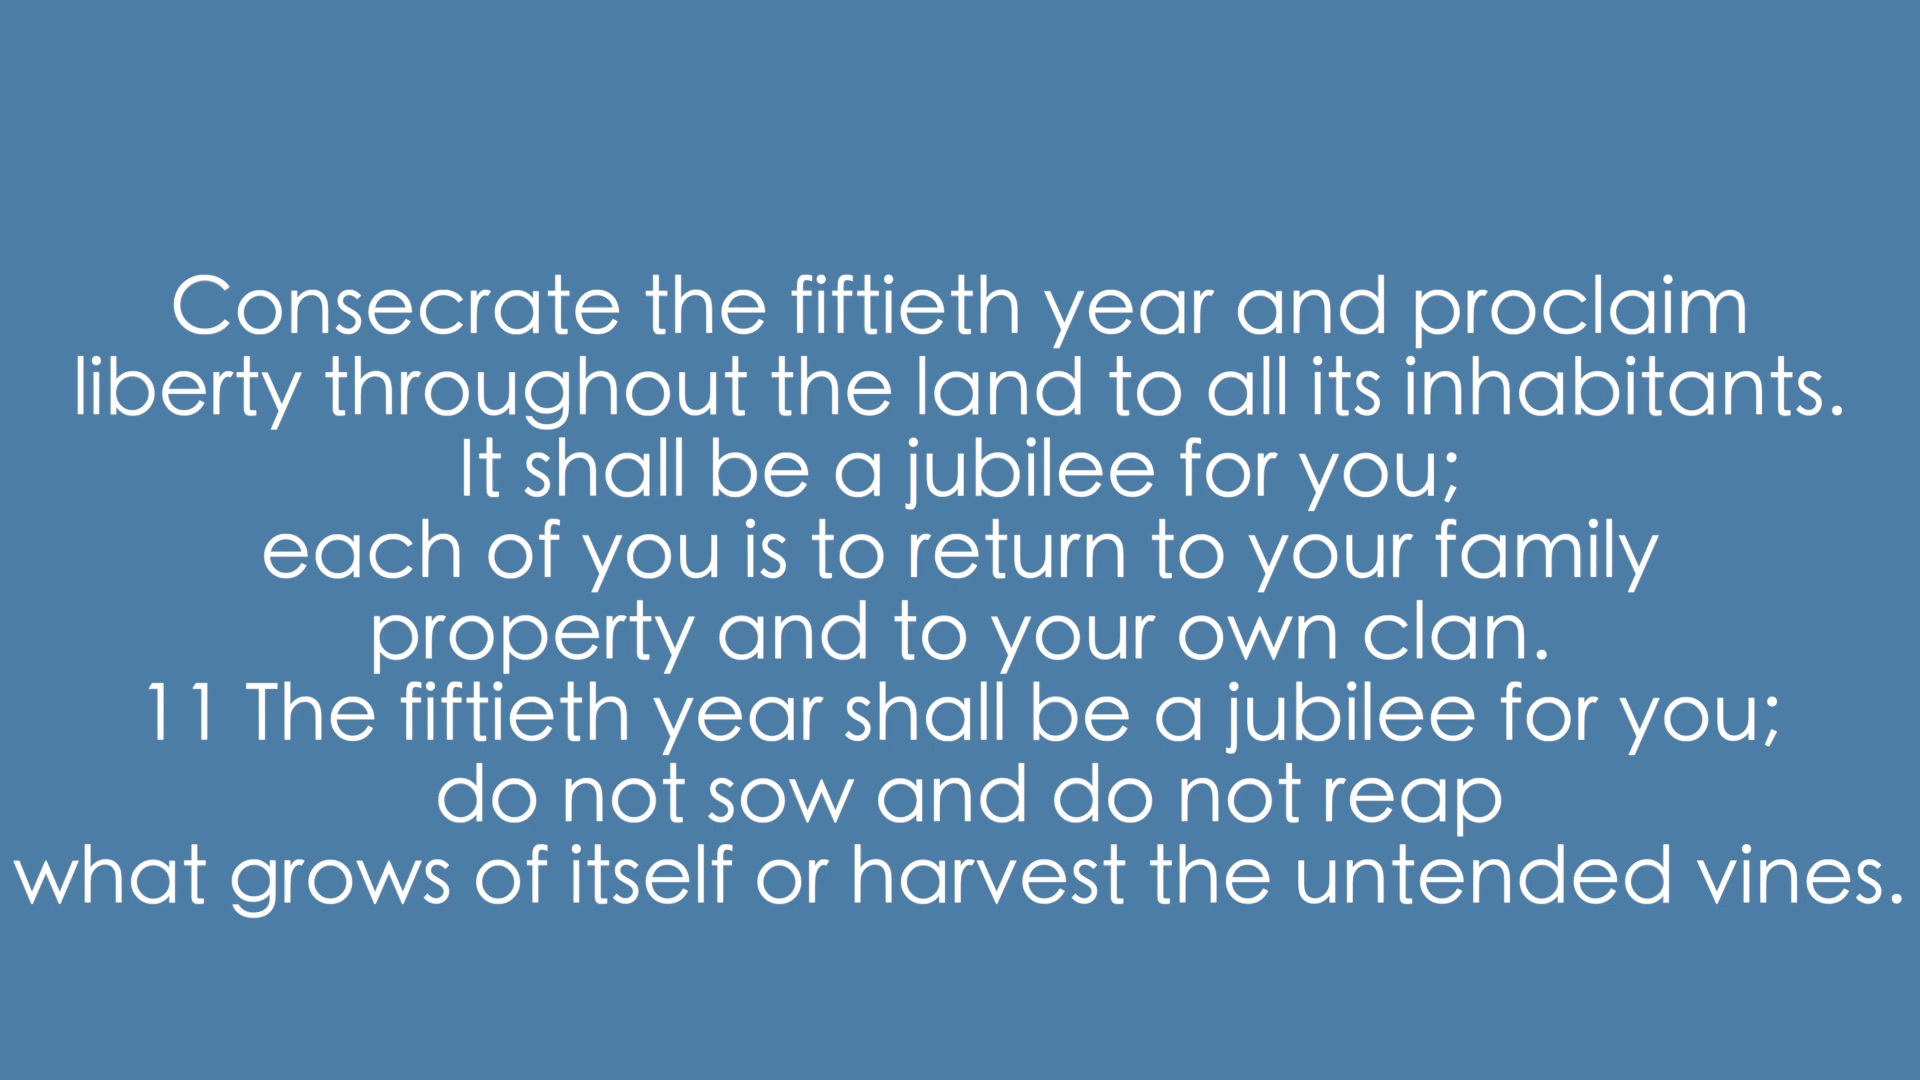 Consecrate the fiftieth year and proclaim
liberty throughout the land to all its inhabitants.
It shall be a jubilee for you;
each of you is to return to your family
property and to your own clan.
11 The fiftieth year shall be a jubilee for you;
do not sow and do not reap
what grows of itself or harvest the untended vines.